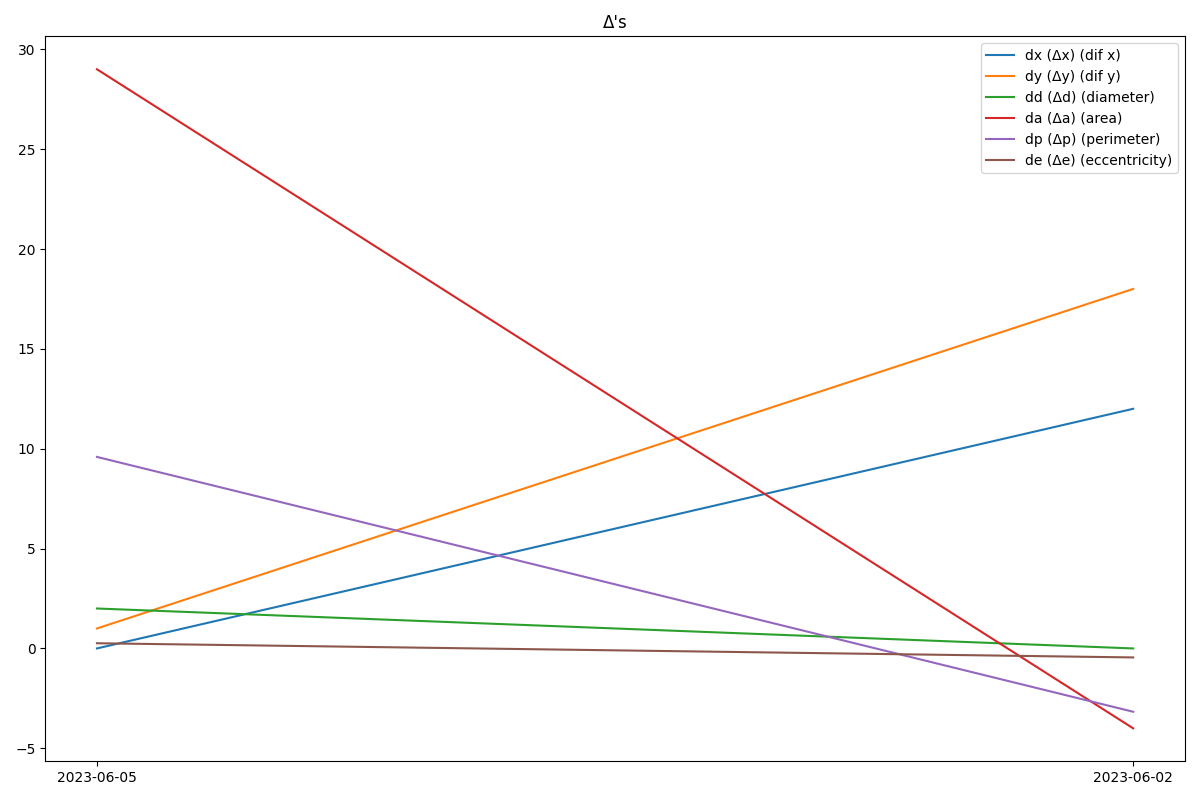 Δ's
30
25
20
15
10
5
0
−5
dx (Δx) (dif x)
dy (Δy) (dif y)
dd (Δd) (diameter)
da (Δa) (area)
dp (Δp) (perimeter)
de (Δe) (eccentricity)
2023-06-05
2023-06-02